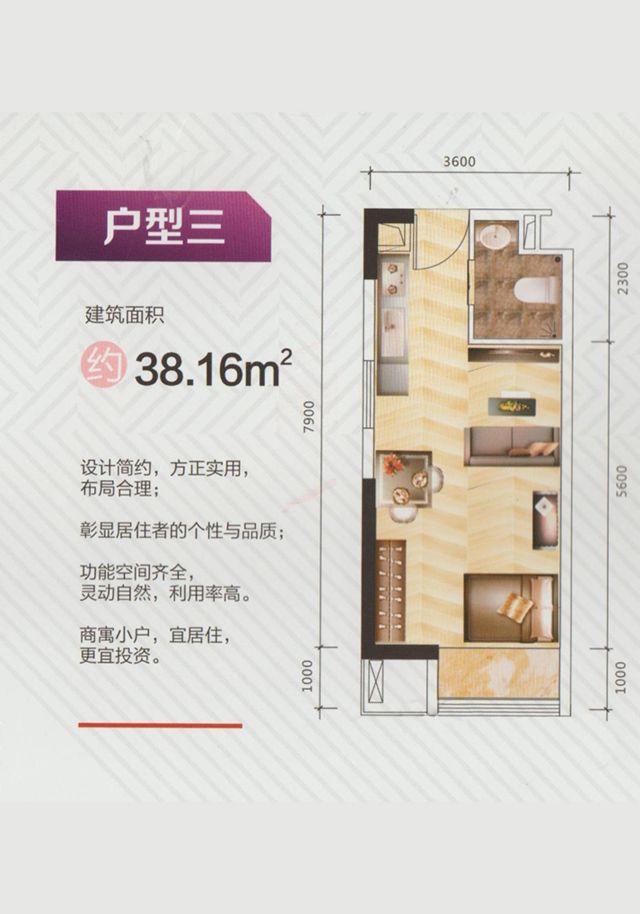 户型三
建筑面积
约 38.16m²
设计简约，方正实用，
布局合理；
彰显居住者的个性与品质；
功能空间齐全，
灵动自然，利用率高。
商寓小户，宜居住，
更宜投资。
3600
2300
7900
5600
1000
1000